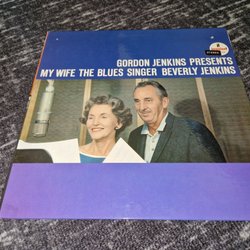 GORDON JENKINS PRESENTS
MY WIFE THE BLUES SINGER BEVERLY JENKINS